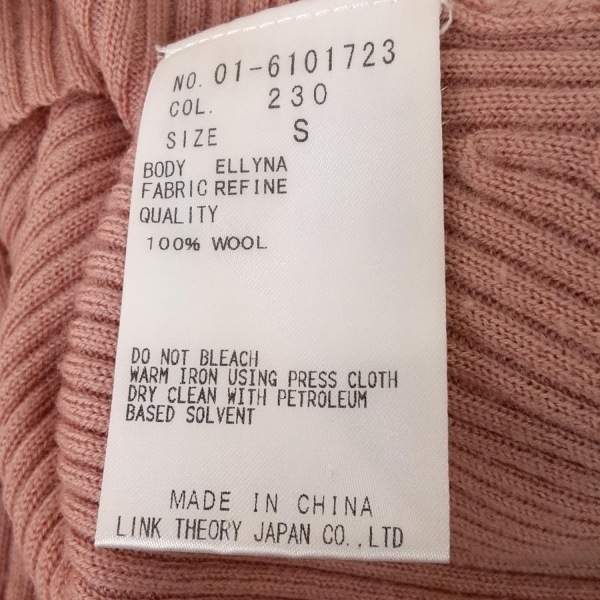 NO. 01-6101723
COL. 230
SIZE S
BODY ELLYNA
FABRIC REFINE
QUALITY
100% WOOL
DO NOT BLEACH
WARM IRON USING PRESS CLOTH
DRY CLEAN WITH PETROLEUM
BASED SOLVENT
MADE IN CHINA
LINK THEORY JAPAN CO.,LTD